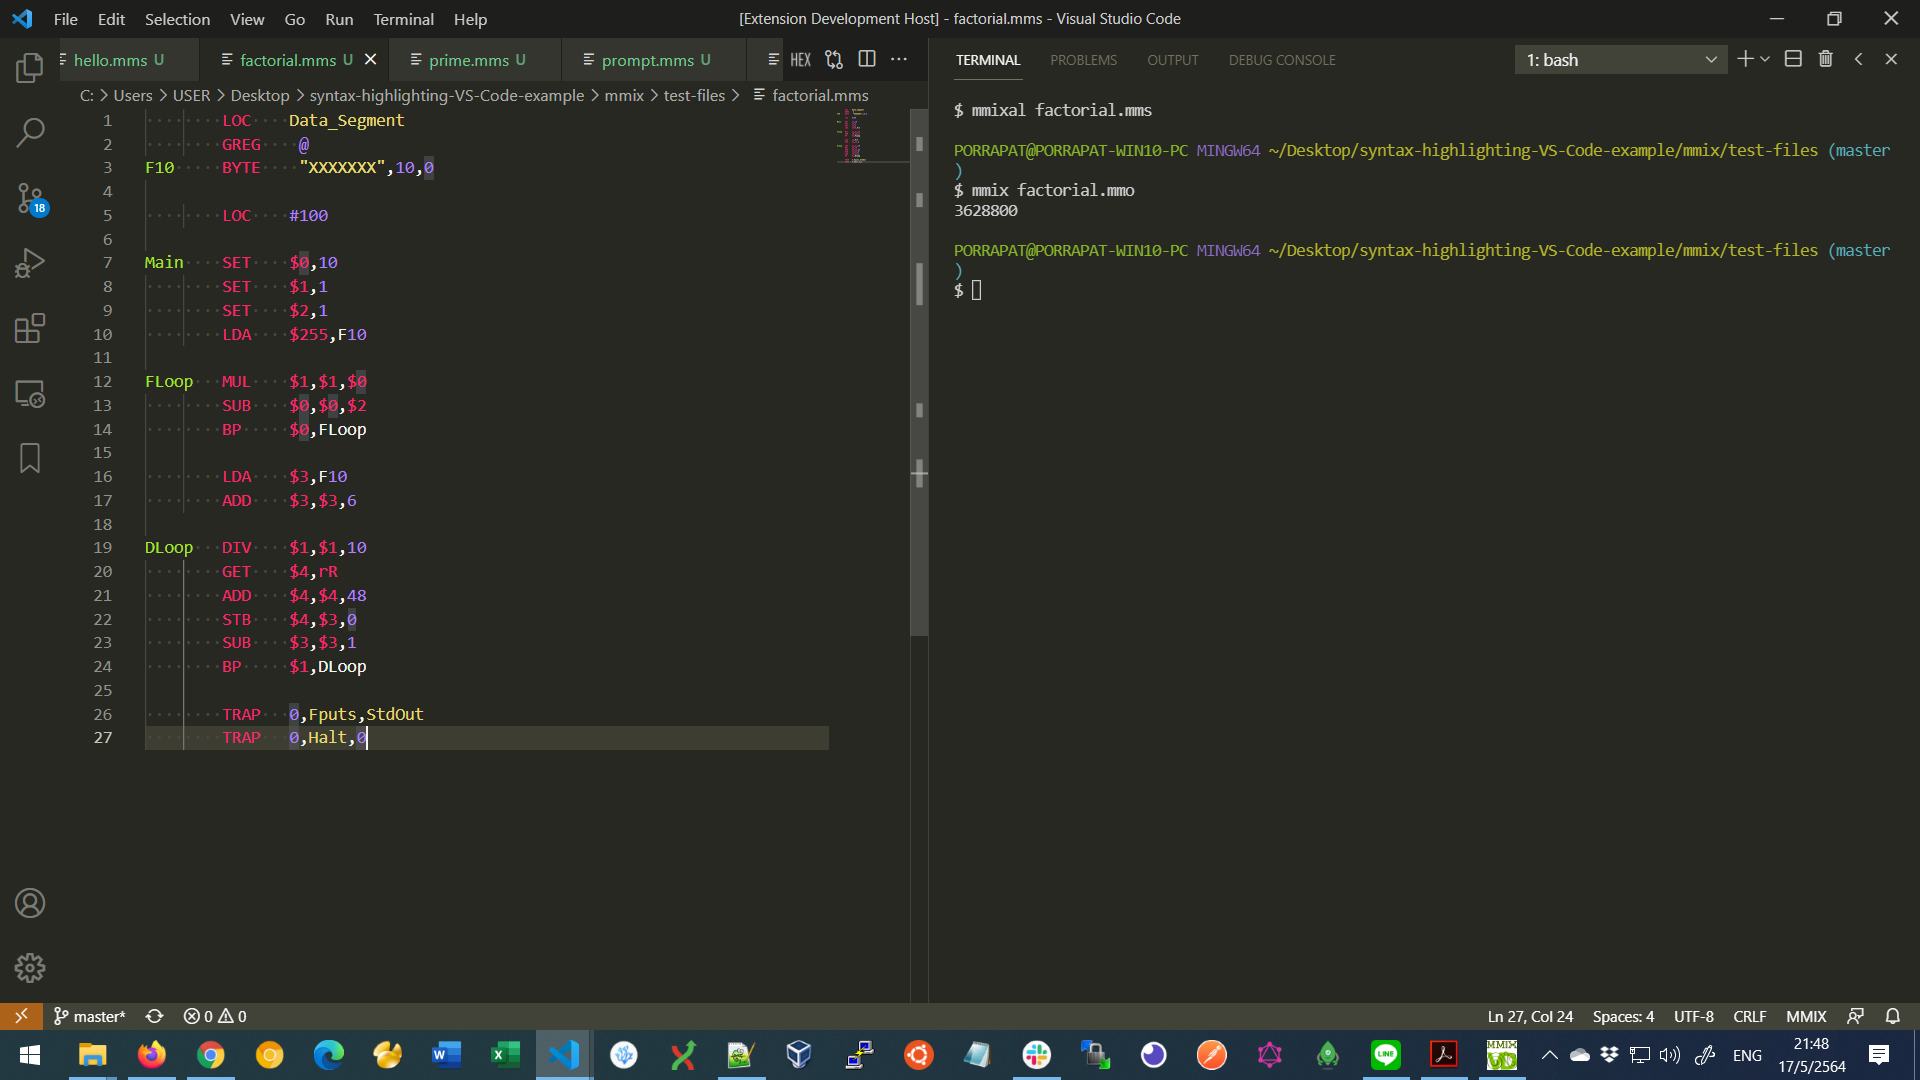 File Edit Selection View Go Run Terminal Help
[Extension Development Host] - factorial.mms - Visual Studio Code
hello.mms U
factorial.mms U
prime.mms U
prompt.mms U
HEX
C: > Users > USER > Desktop > syntax-highlighting-VS-Code-example > mmix > test-files > factorial.mms
1 LOC Data_Segment
2 GREG @
3 F10 BYTE "XXXXXXX",10,0
4
5 LOC #100
6
7 Main SET $0,10
8 SET $1,1
9 SET $2,1
10 LDA $255,F10
11
12 FLoop MUL $1,$1,$0
13 SUB $0,$0,$2
14 BP $0,FLoop
15
16 LDA $3,F10
17 ADD $3,$3,6
18
19 DLoop DIV $1,$1,10
20 GET $4,rR
21 ADD $4,$4,48
22 STB $4,$3,0
23 SUB $3,$3,1
24 BP $1,DLoop
25
26 TRAP 0,Fputs,StdOut
27 TRAP 0,Halt,0
18
TERMINAL PROBLEMS OUTPUT DEBUG CONSOLE
1: bash
$ mmixal factorial.mms
PORRAPAT@PORRAPAT-WIN10-PC MINGW64 ~/Desktop/syntax-highlighting-VS-Code-example/mmix/test-files (master
)
$ mmix factorial.mmo
3628800
PORRAPAT@PORRAPAT-WIN10-PC MINGW64 ~/Desktop/syntax-highlighting-VS-Code-example/mmix/test-files (master
)
$
master* 0 0
Ln 27, Col 24 Spaces: 4 UTF-8 CRLF MMIX
LINE
MMIX
ENG
21:48
17/5/2564